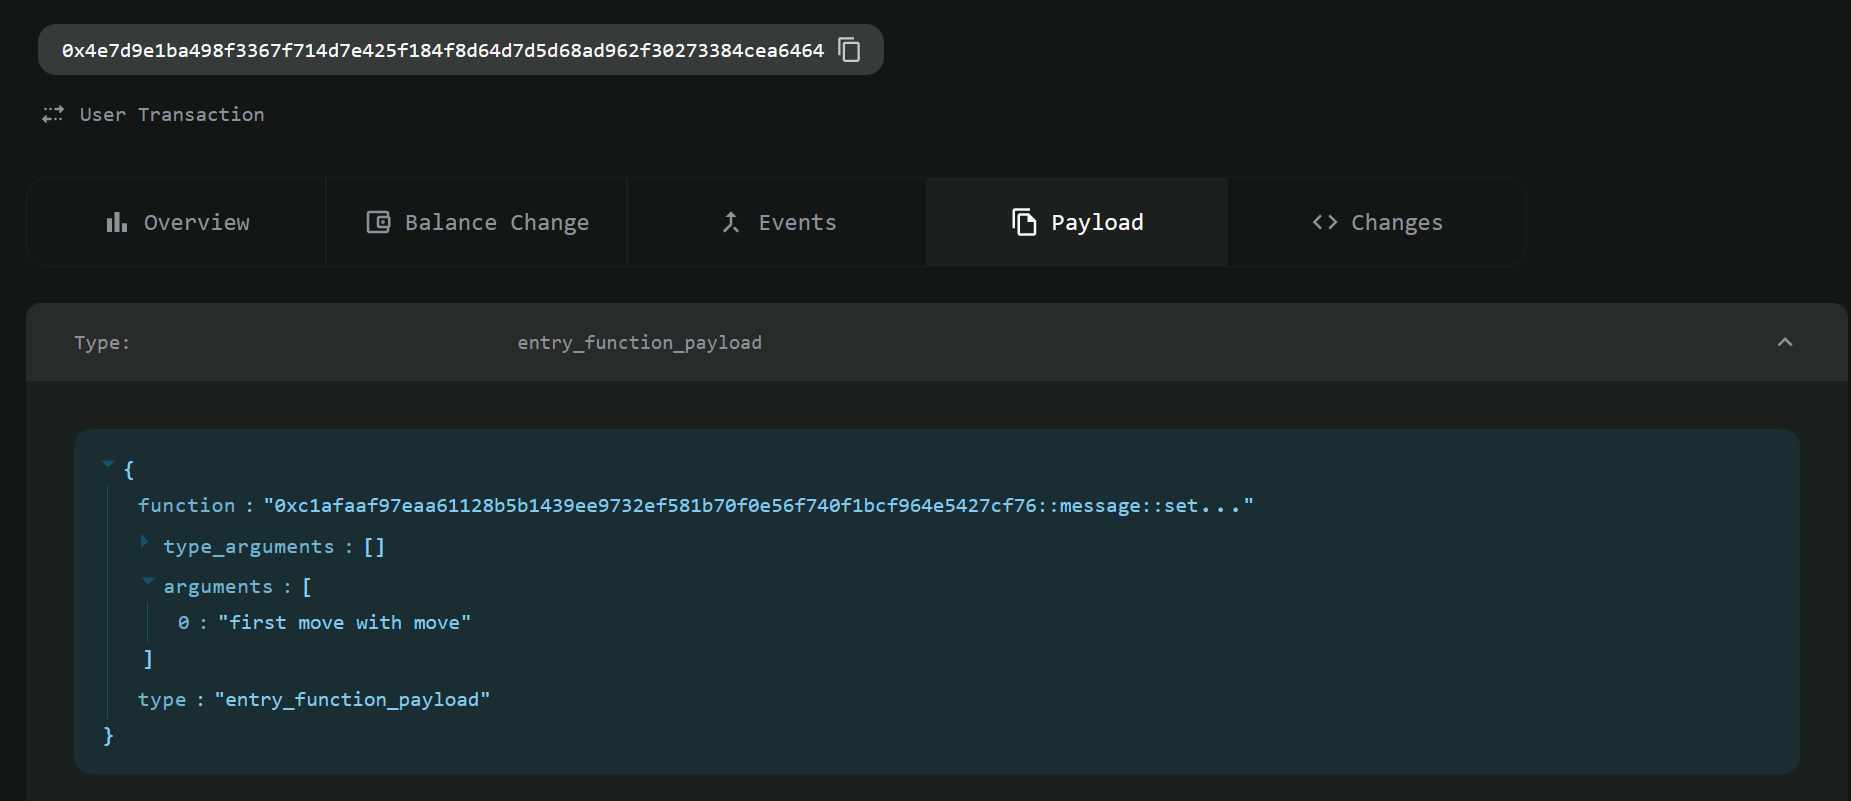 0x4e7d9e1ba498f3367f714d7e425f184f8d64d7d5d68ad962f30273384cea6464
User Transaction
Overview
Balance Change
Events
Payload
Changes
Type: entry_function_payload
{
function : "0xc1afaaf97eaa61128b5b1439ee9732ef581b70f0e56f740f1bcf964e5427cf76::message::set..."
type_arguments : []
arguments : [
0 : "first move with move"
]
type : "entry_function_payload"
}